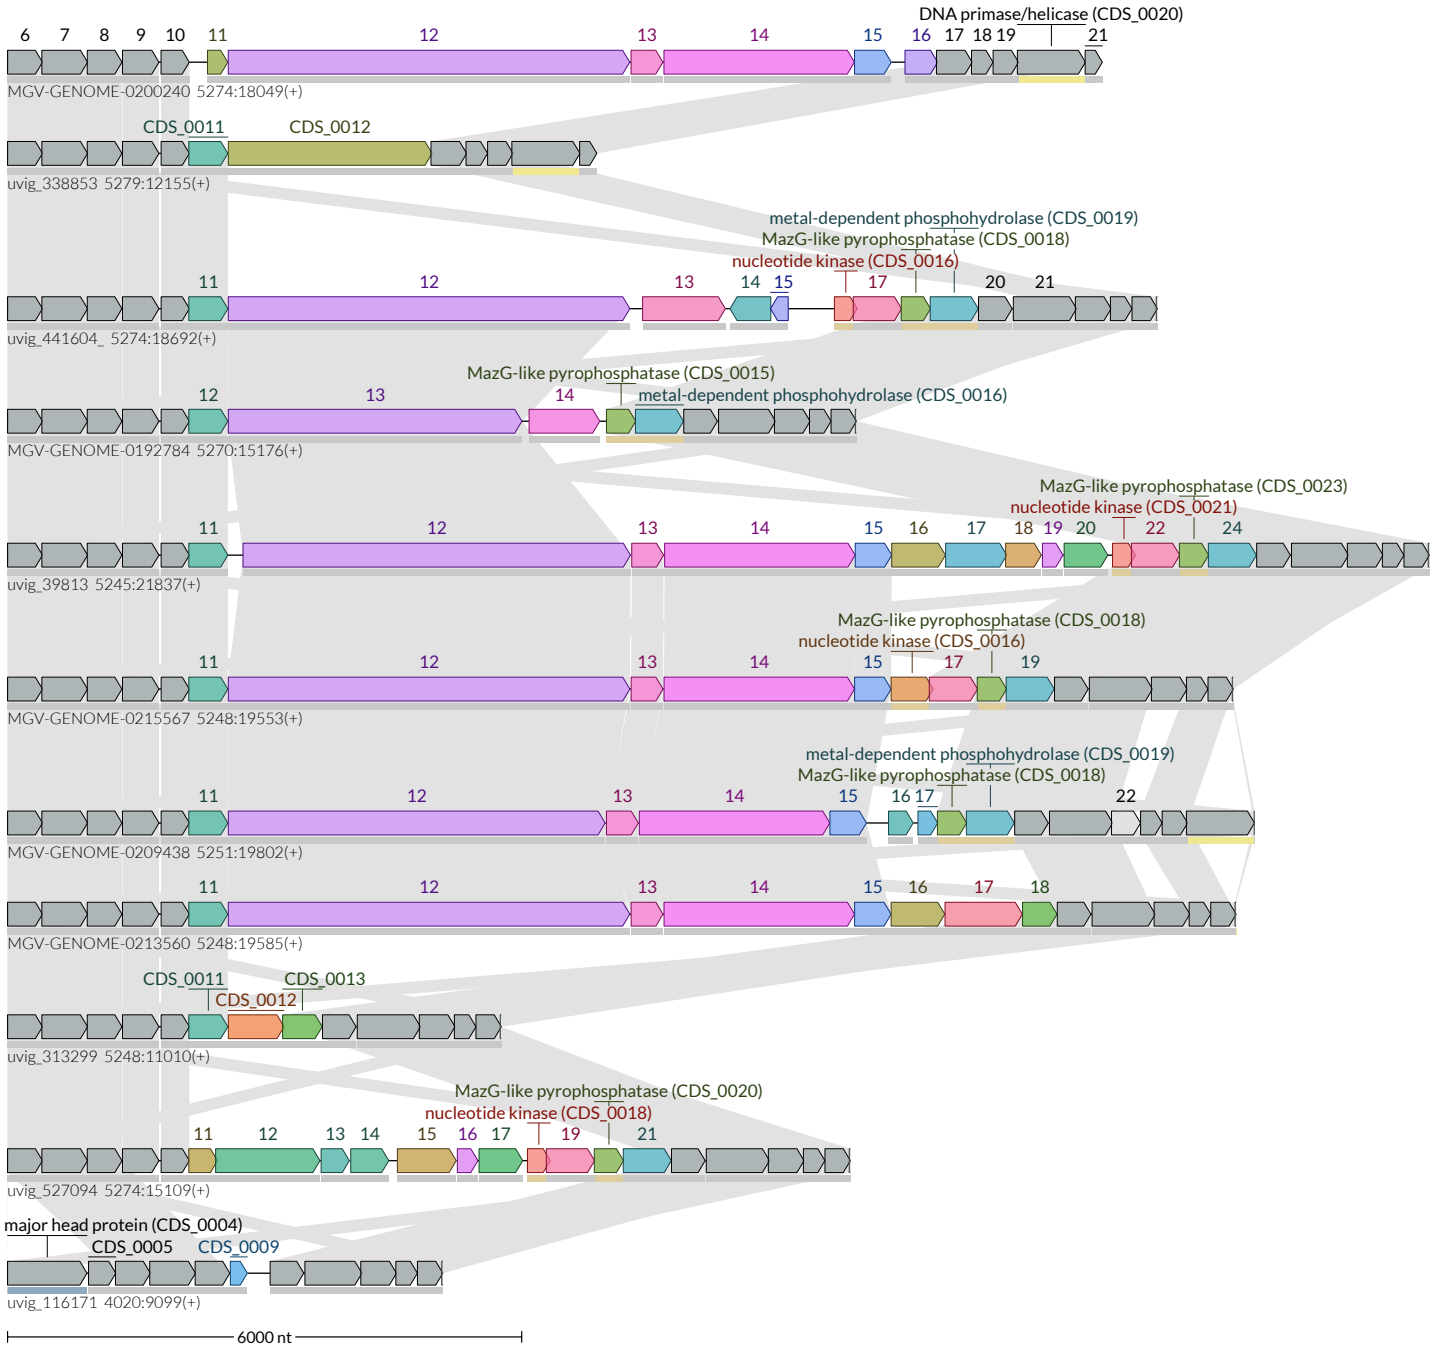 DNA primase/helicase (CDS_0020)
6 7 8 9 10 11 12 13 14 15 16 17 18 19 21
MGV-GENOME-0200240 5274:18049(+)
CDS_0011 CDS_0012
uvig_338853 5279:12155(+)
metal-dependent phosphohydrolase (CDS_0019)
MazG-like pyrophosphatase (CDS_0018)
nucleotide kinase (CDS_0016)
11 12 13 14 15 17 20 21
uvig_441604_ 5274:18692(+)
MazG-like pyrophosphatase (CDS_0015)
12 13 14 metal-dependent phosphohydrolase (CDS_0016)
MGV-GENOME-0192784 5270:15176(+)
MazG-like pyrophosphatase (CDS_0023)
nucleotide kinase (CDS_0021)
11 12 13 14 15 16 17 18 19 20 22 24
uvig_39813 5245:21837(+)
MazG-like pyrophosphatase (CDS_0018)
nucleotide kinase (CDS_0016)
11 12 13 14 15 17 19
MGV-GENOME-0215567 5248:19553(+)
metal-dependent phosphohydrolase (CDS_0019)
MazG-like pyrophosphatase (CDS_0018)
11 12 13 14 15 16 17 22
MGV-GENOME-0209438 5251:19802(+)
11 12 13 14 15 16 17 18
MGV-GENOME-0213560 5248:19585(+)
CDS_0011 CDS_0013
CDS_0012
uvig_313299 5248:11010(+)
MazG-like pyrophosphatase (CDS_0020)
nucleotide kinase (CDS_0018)
11 12 13 14 15 16 17 19 21
uvig_527094 5274:15109(+)
major head protein (CDS_0004)
CDS_0005 CDS_0009
uvig_116171 4020:9099(+)
6000 nt